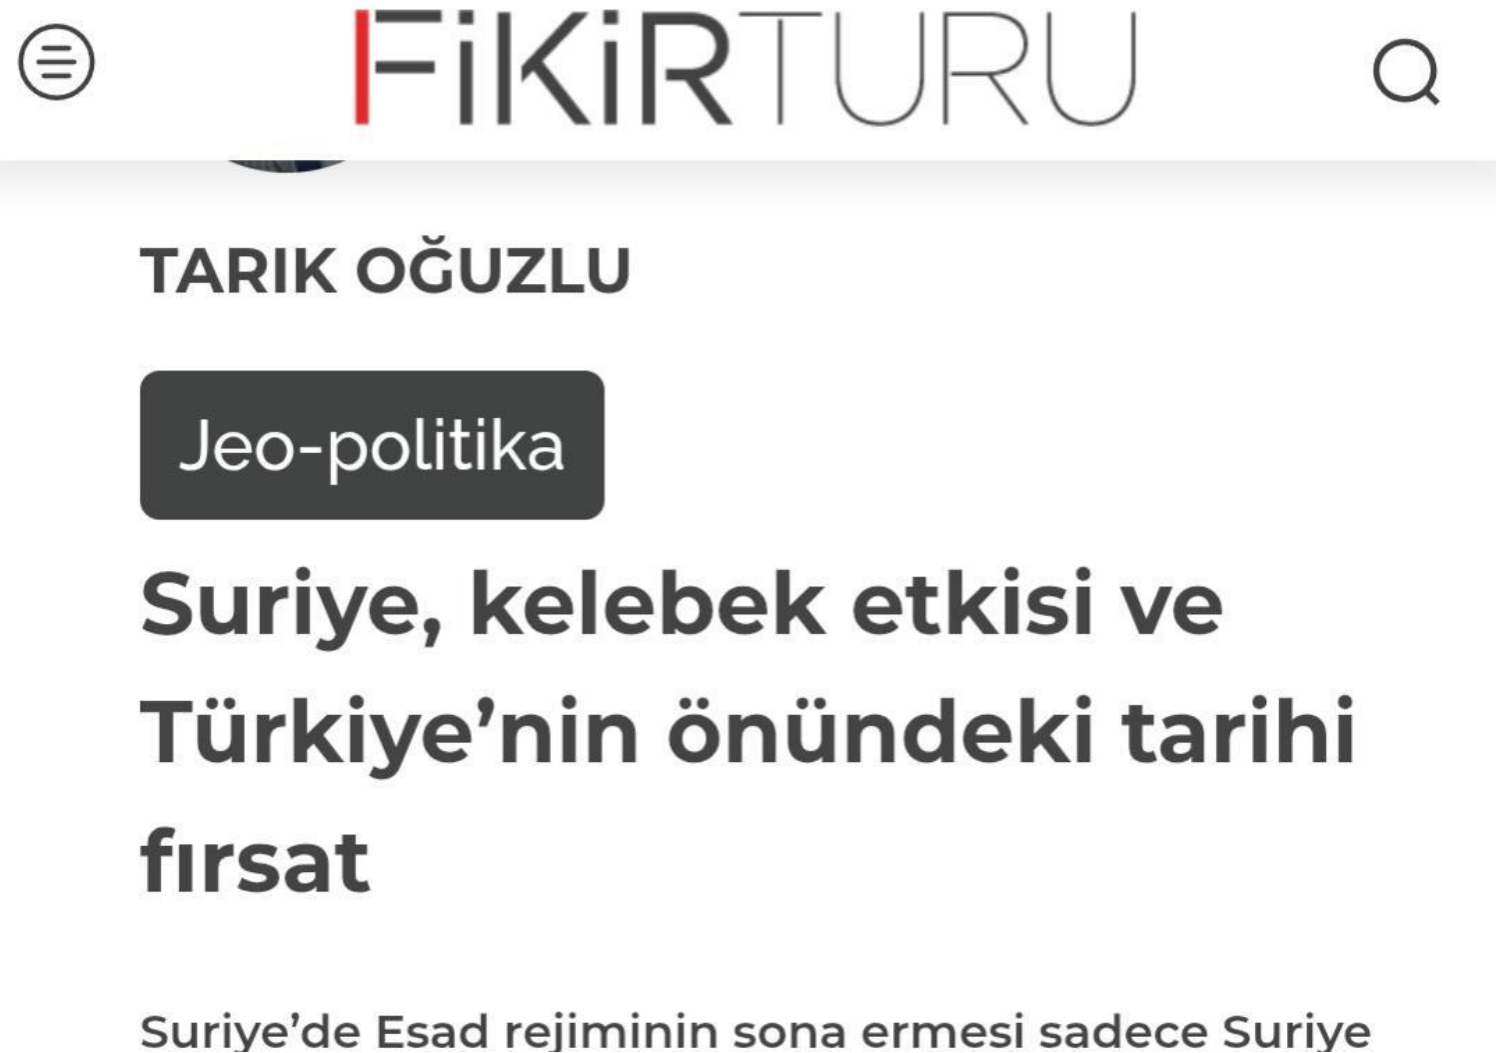 FiKiRTURU
TARIK OĞUZLU
Jeo-politika
Suriye, kelebek etkisi ve
Türkiye’nin önündeki tarihi
fırsat
Suriye’de Esad rejiminin sona ermesi sadece Suriye